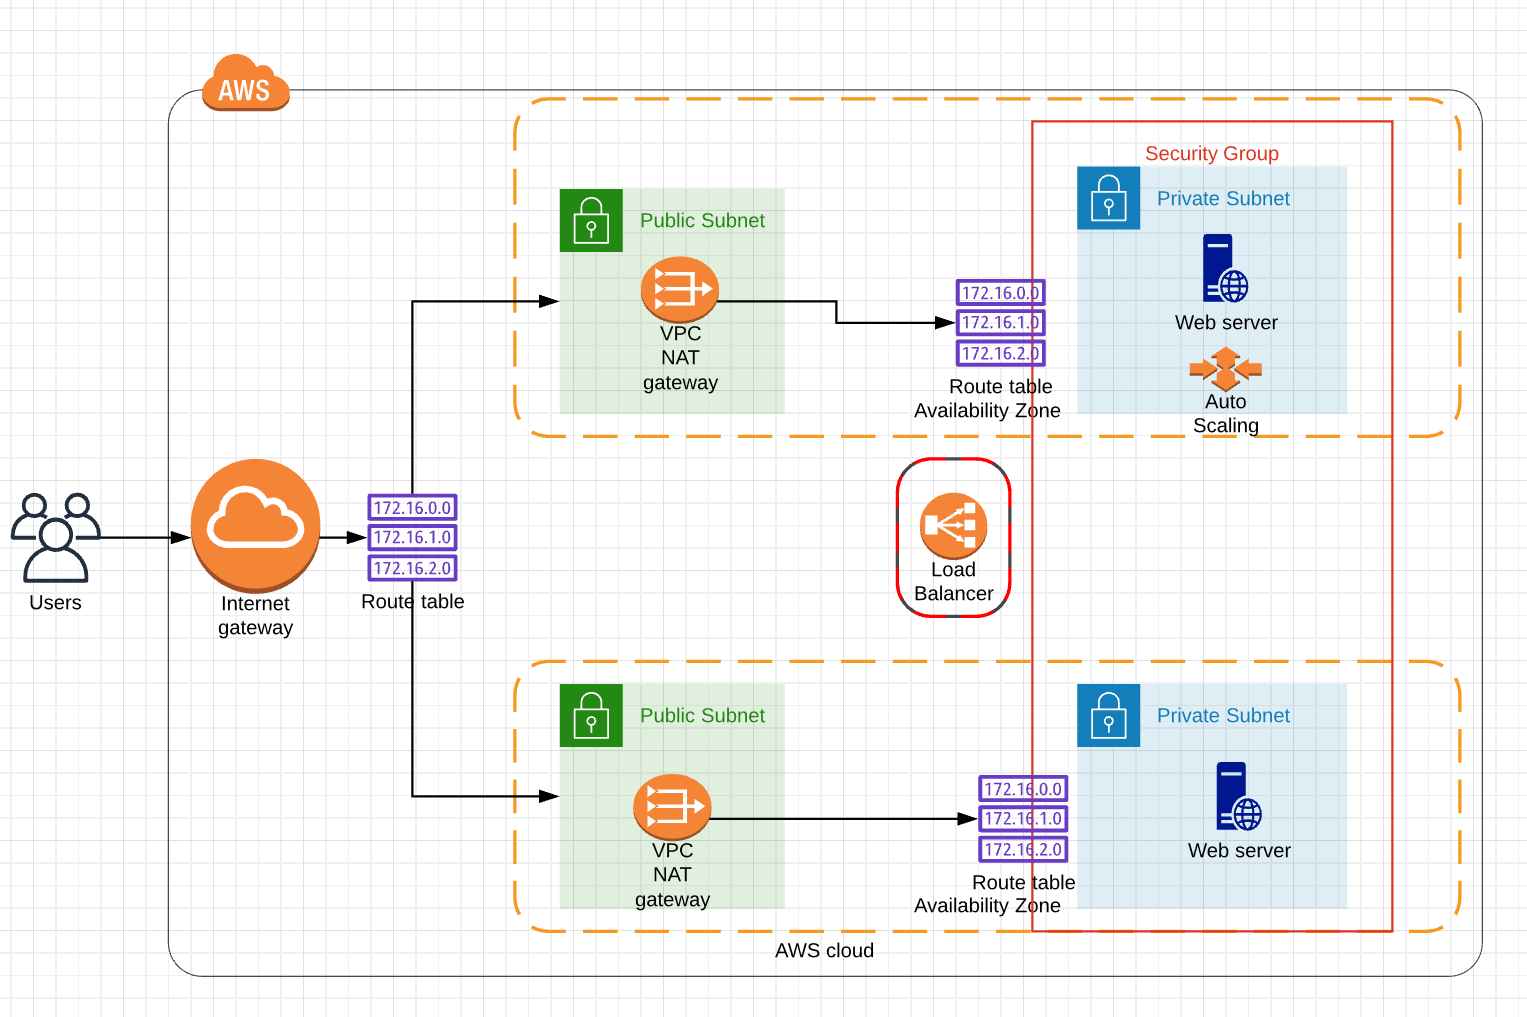 AWS
Security Group
Private Subnet
Public Subnet
172.16.0.0
172.16.1.0
172.16.2.0
VPC
NAT
gateway
Web server
Route table
Availability Zone
Auto
Scaling
172.16.0.0
172.16.1.0
172.16.2.0
Load
Balancer
Users
Internet
gateway
Route table
Public Subnet
Private Subnet
172.16.0.0
172.16.1.0
172.16.2.0
VPC
NAT
gateway
Web server
Route table
Availability Zone
AWS cloud